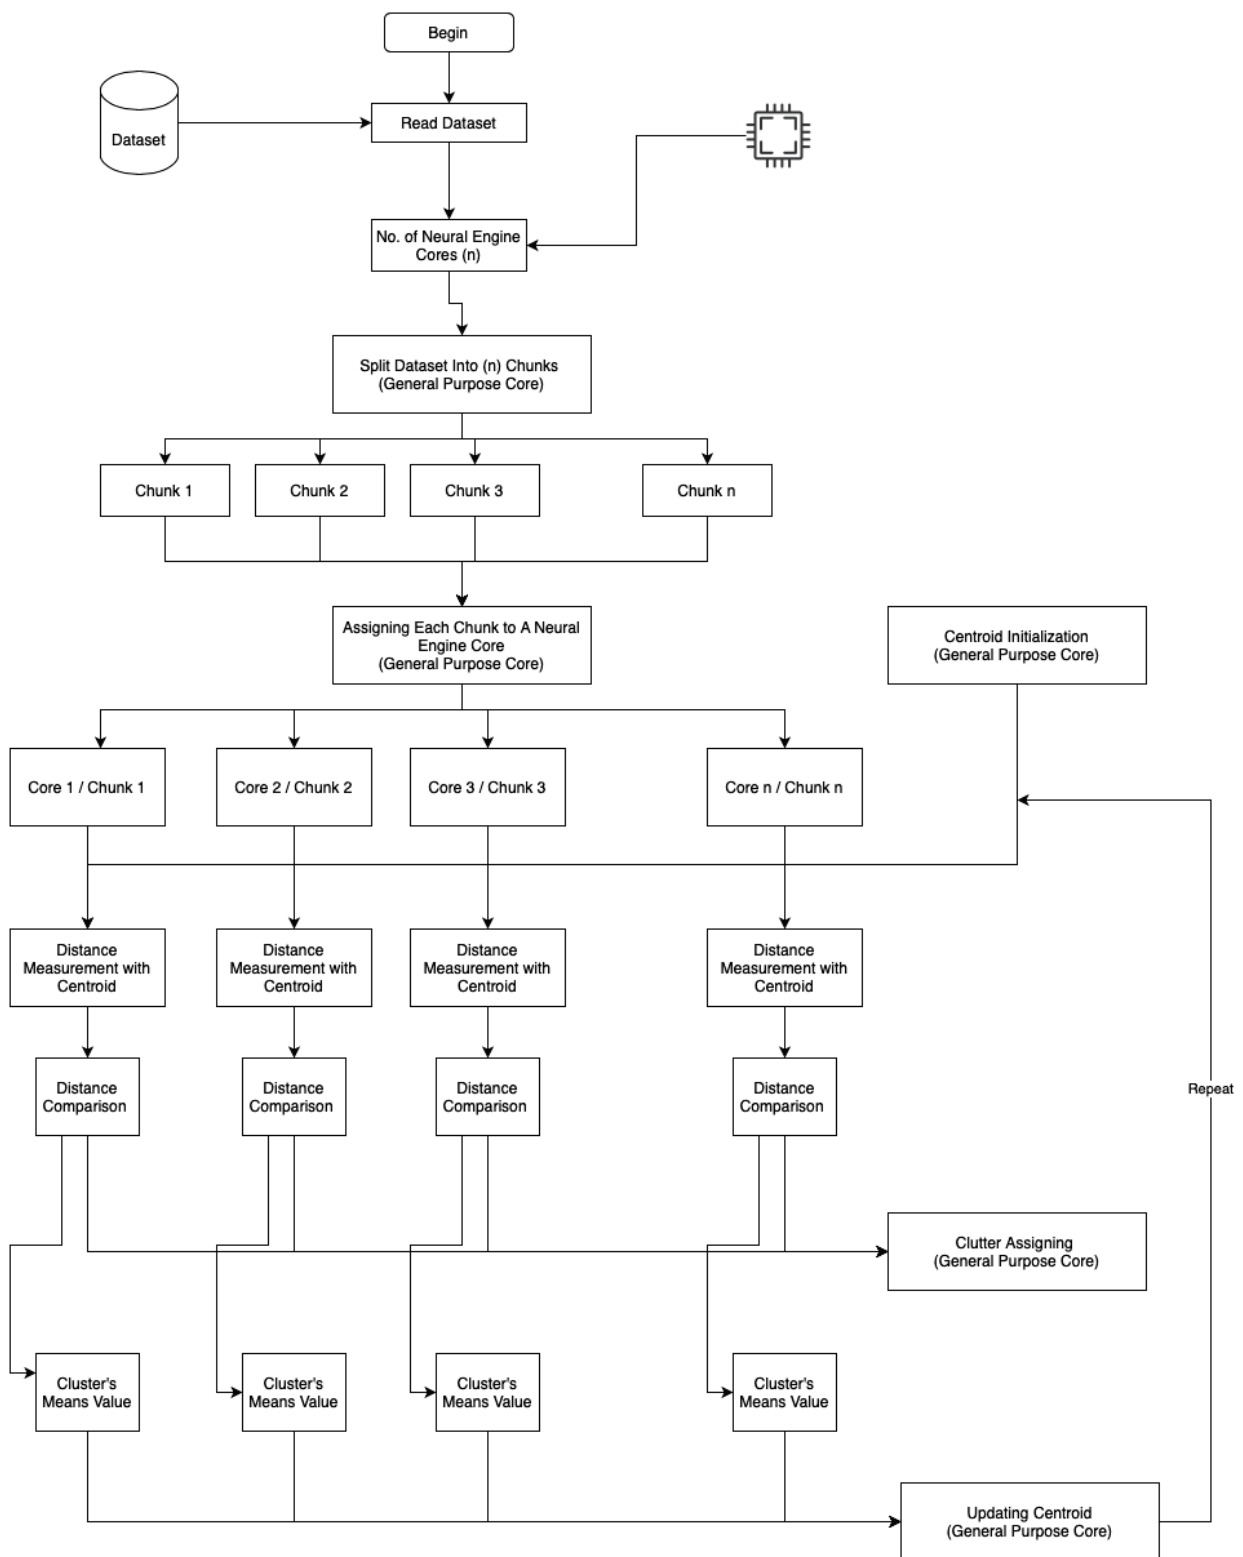 Begin
Dataset
Read Dataset
No. of Neural Engine
Cores (n)
Split Dataset Into (n) Chunks
(General Purpose Core)
Chunk 1
Chunk 2
Chunk 3
Chunk n
Assigning Each Chunk to A Neural
Engine Core
(General Purpose Core)
Centroid Initialization
(General Purpose Core)
Core 1 / Chunk 1
Core 2 / Chunk 2
Core 3 / Chunk 3
Core n / Chunk n
Distance
Measurement with
Centroid
Distance
Measurement with
Centroid
Distance
Measurement with
Centroid
Distance
Measurement with
Centroid
Distance
Comparison
Distance
Comparison
Distance
Comparison
Distance
Comparison
Repeat
Clutter Assigning
(General Purpose Core)
Cluster's
Means Value
Cluster's
Means Value
Cluster's
Means Value
Cluster's
Means Value
Updating Centroid
(General Purpose Core)